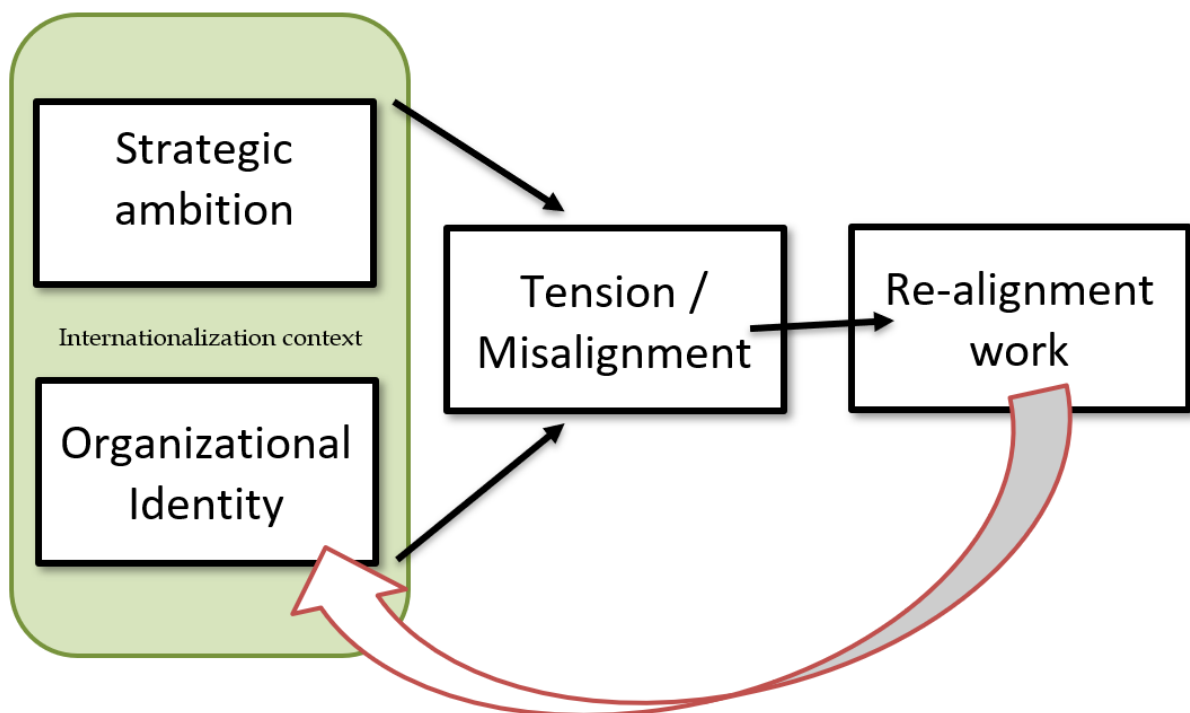 Strategic
ambition
Internationalization context
Organizational
Identity
Tension /
Misalignment
Re-alignment
work